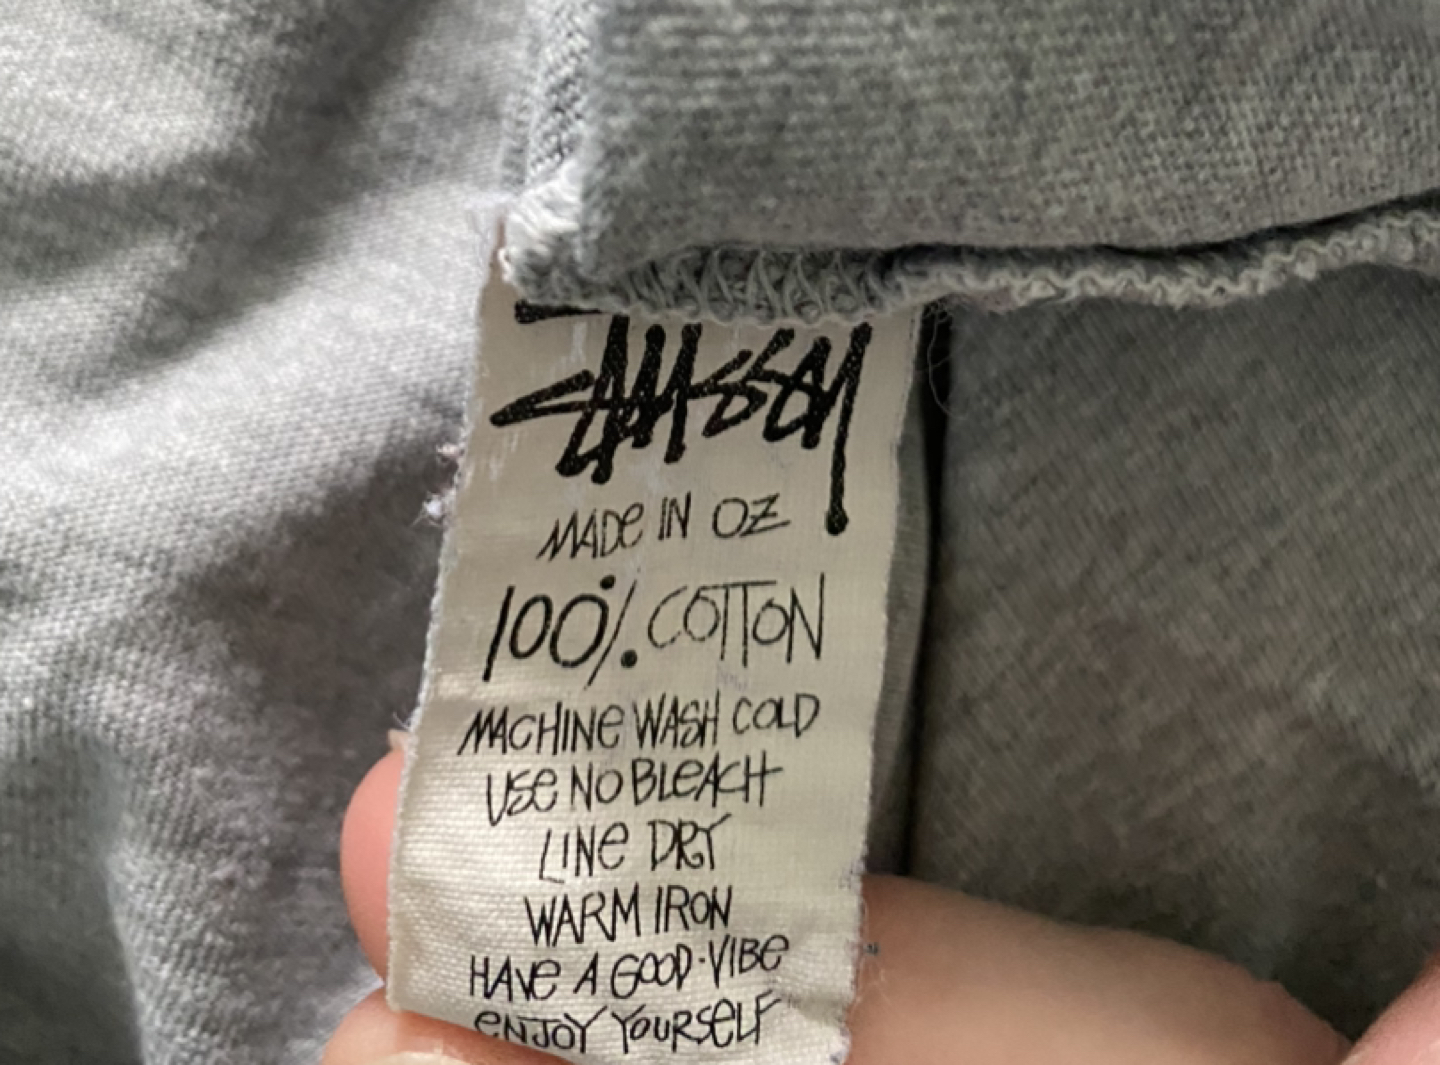 STÜSSY
MADE IN OZ
100% COTTON
MACHINE WASH COLD
USE NO BLEACH
LINE DRY
WARM IRON
HAVE A GOOD·VIBE
ENJOY YOURSELF